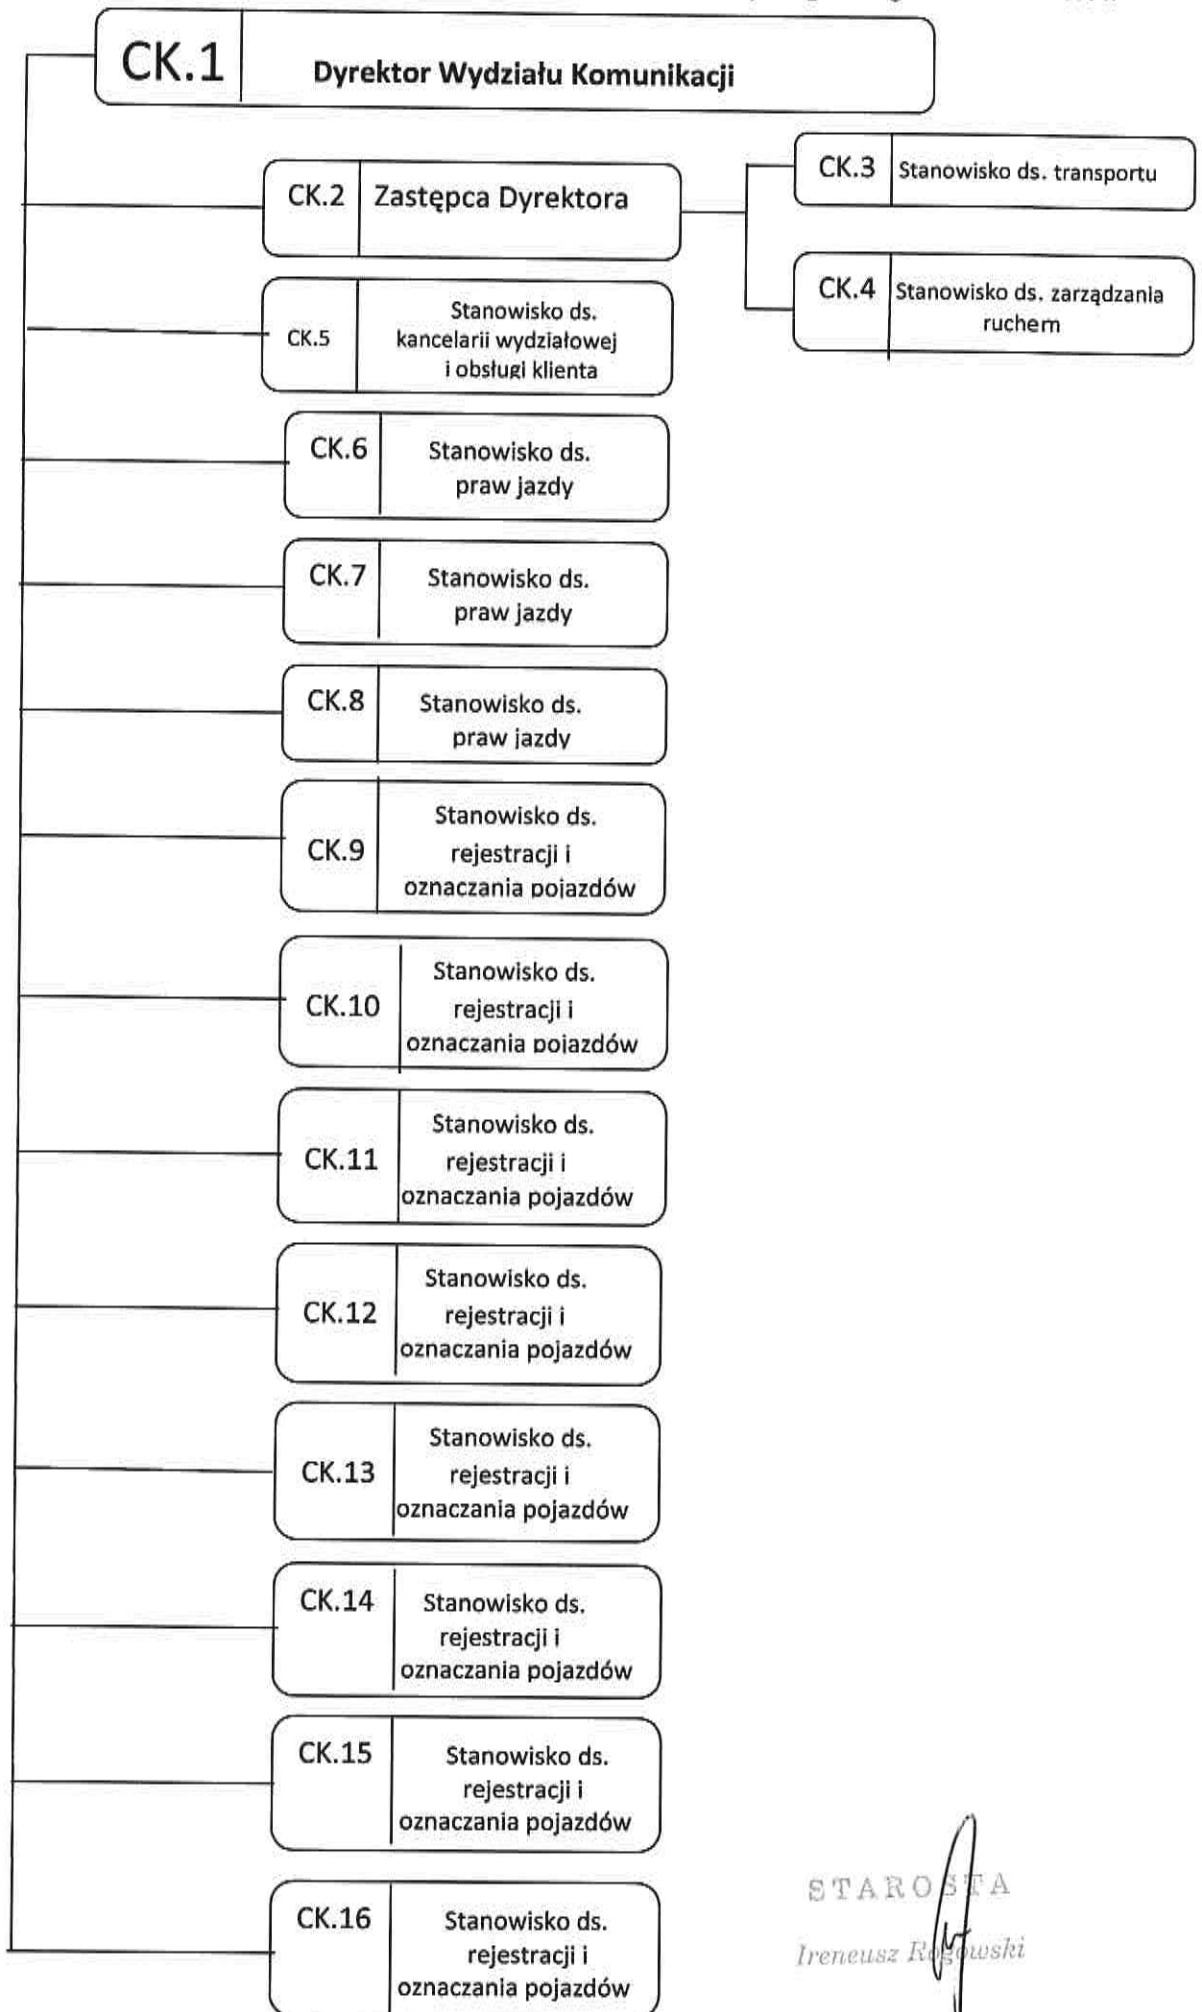 CK.1 Dyrektor Wydziału Komunikacji
CK.2 Zastępca Dyrektora
CK.3 Stanowisko ds. transportu
CK.4 Stanowisko ds. zarządzania
ruchem
CK.5 Stanowisko ds.
kancelarii wydziałowej
i obsługi klienta
CK.6 Stanowisko ds.
praw jazdy
CK.7 Stanowisko ds.
praw jazdy
CK.8 Stanowisko ds.
praw jazdy
CK.9 Stanowisko ds.
rejestracji i
oznaczania pojazdów
CK.10 Stanowisko ds.
rejestracji i
oznaczania pojazdów
CK.11 Stanowisko ds.
rejestracji i
oznaczania pojazdów
CK.12 Stanowisko ds.
rejestracji i
oznaczania pojazdów
CK.13 Stanowisko ds.
rejestracji i
oznaczania pojazdów
CK.14 Stanowisko ds.
rejestracji i
oznaczania pojazdów
CK.15 Stanowisko ds.
rejestracji i
oznaczania pojazdów
CK.16 Stanowisko ds.
rejestracji i
oznaczania pojazdów
STAROSTA
Ireneusz Rogowski